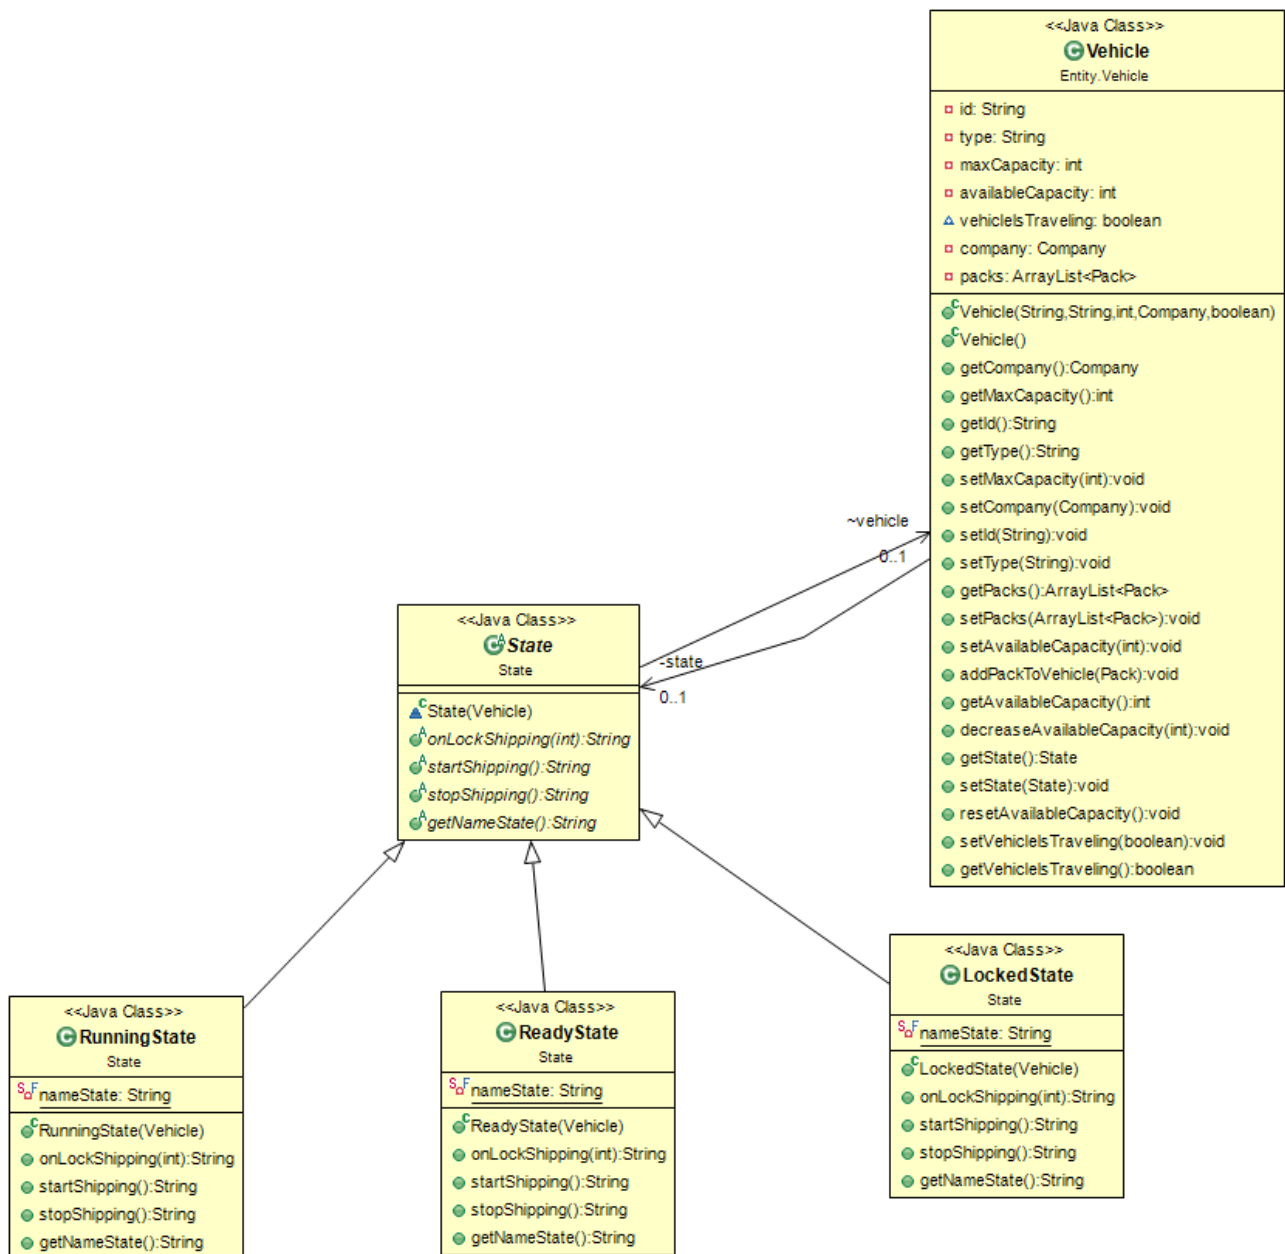 <<Java Class>>
Vehicle
Entity.Vehicle
id: String
type: String
maxCapacity: int
availableCapacity: int
vehicleIsTraveling: boolean
company: Company
packs: ArrayList<Pack>
Vehicle(String,String,int,Company,boolean)
Vehicle()
getCompany():Company
getMaxCapacity():int
getId():String
getType():String
setMaxCapacity(int):void
setCompany(Company):void
setId(String):void
setType(String):void
getPacks():ArrayList<Pack>
setPacks(ArrayList<Pack>):void
setAvailableCapacity(int):void
addPackToVehicle(Pack):void
getAvailableCapacity():int
decreaseAvailableCapacity(int):void
getState():State
setState(State):void
resetAvailableCapacity():void
setVehicleIsTraveling(boolean):void
getVehicleIsTraveling():boolean
~vehicle
0..1
-state
0..1
<<Java Class>>
State
State
State(Vehicle)
onLockShipping(int):String
startShipping():String
stopShipping():String
getNameState():String
<<Java Class>>
RunningState
State
nameState: String
RunningState(Vehicle)
onLockShipping(int):String
startShipping():String
stopShipping():String
getNameState():String
<<Java Class>>
ReadyState
State
nameState: String
ReadyState(Vehicle)
onLockShipping(int):String
startShipping():String
stopShipping():String
getNameState():String
<<Java Class>>
LockedState
State
nameState: String
LockedState(Vehicle)
onLockShipping(int):String
startShipping():String
stopShipping():String
getNameState():String